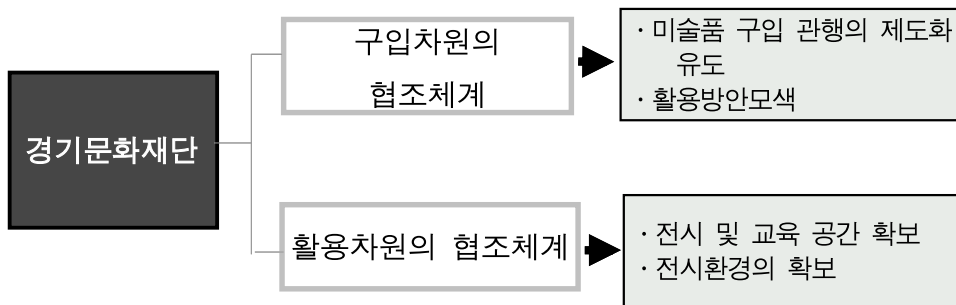 경기문화재단
구입차원의
협조체계
· 미술품 구입 관행의 제도화
유도
· 활용방안모색
활용차원의 협조체계
· 전시 및 교육 공간 확보
· 전시환경의 확보